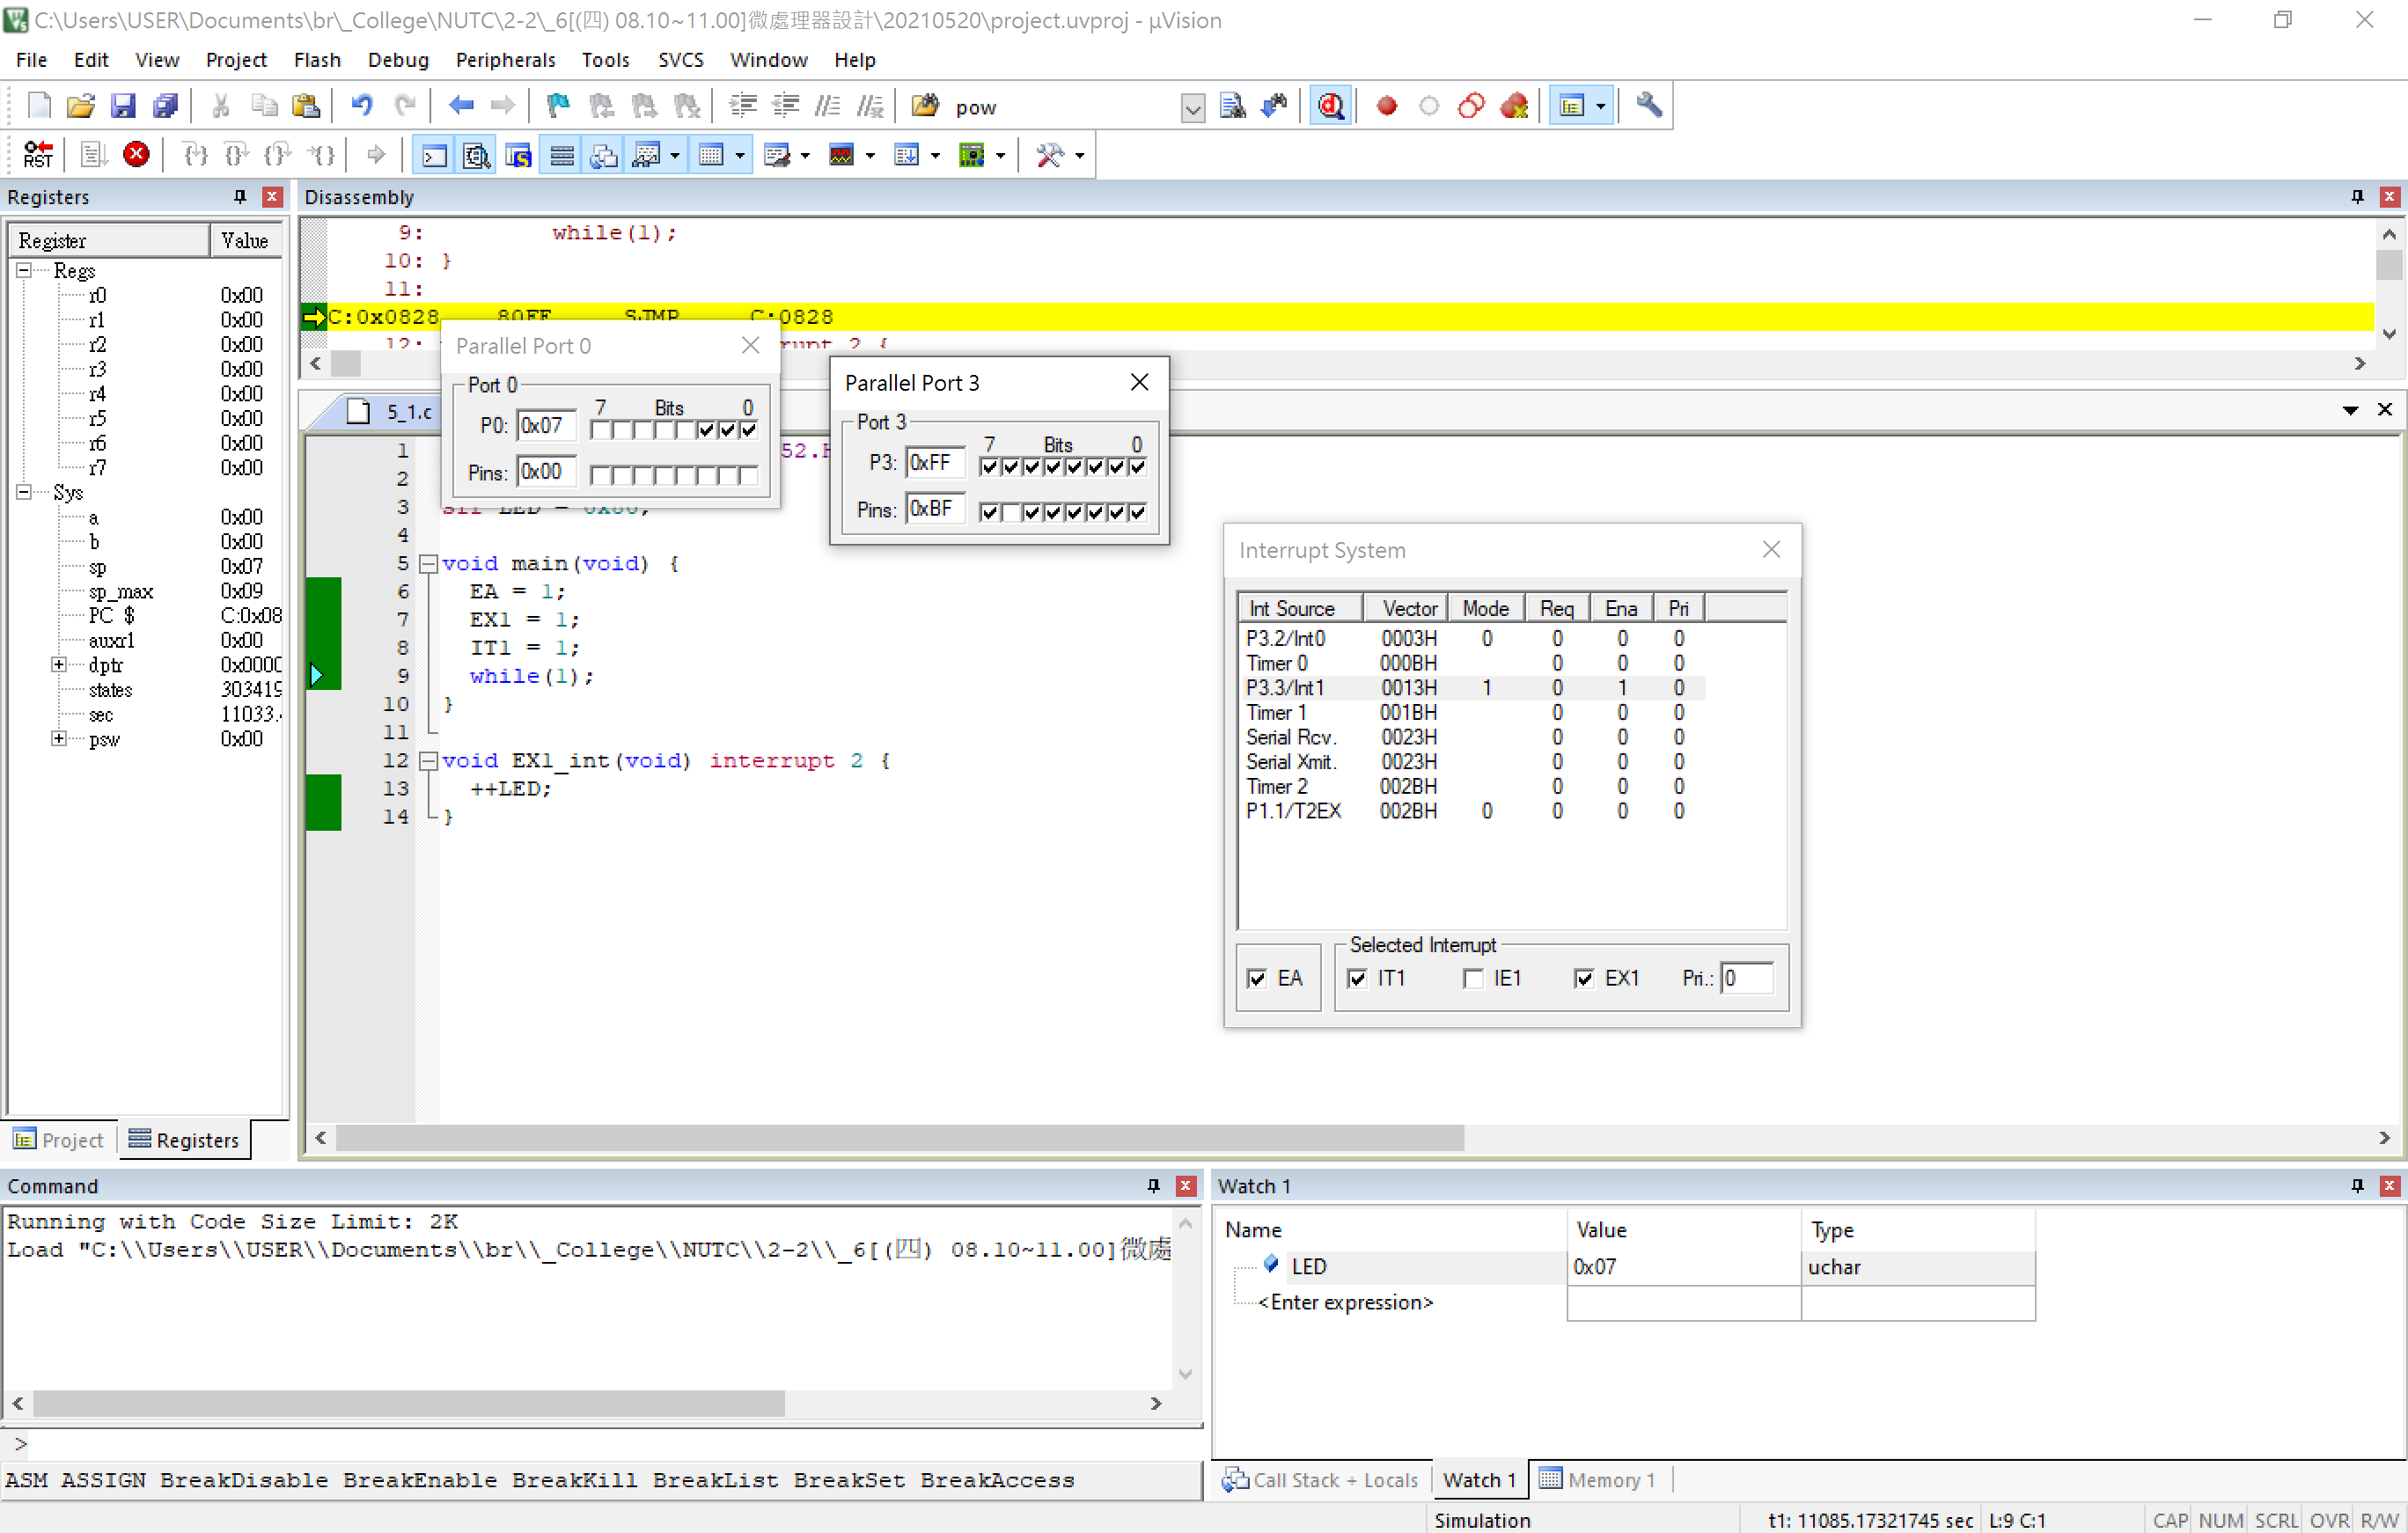 C:\Users\USER\Documents\br\_College\NUTC\2-2\_6[(四) 08.10~11.00]微處理器設計\20210520\project.uvproj - µVision
File Edit View Project Flash Debug Peripherals Tools SVCS Window Help
pow
RST
Registers
Register Value
Regs
r0 0x00
r1 0x00
r2 0x00
r3 0x00
r4 0x00
r5 0x00
r6 0x00
r7 0x00
Sys
a 0x00
b 0x00
sp 0x07
sp_max 0x09
PC $ C:0x08
auxr1 0x00
dptr 0x0000
states 303419
sec 11033.
psw 0x00
Project Registers
Disassembly
9: while(1);
10: }
11:
C:0x0828 80FE SJMP C:0828
12: rupt 2 {
Parallel Port 0
Port 0
7 Bits 0
P0: 0x07
Pins: 0x00
Parallel Port 3
Port 3
7 Bits 0
P3: 0xFF
Pins: 0xBF
5_1.c
1 52.H
2
3 sfr LED = 0x80;
4
5 void main(void) {
6 EA = 1;
7 EX1 = 1;
8 IT1 = 1;
9 while(1);
10 }
11
12 void EX1_int(void) interrupt 2 {
13 ++LED;
14 }
Interrupt System
Int Source Vector Mode Req Ena Pri
P3.2/Int0 0003H 0 0 0 0
Timer 0 000BH 0 0 0
P3.3/Int1 0013H 1 0 1 0
Timer 1 001BH 0 0 0
Serial Rcv. 0023H 0 0 0
Serial Xmit. 0023H 0 0 0
Timer 2 002BH 0 0 0
P1.1/T2EX 002BH 0 0 0 0
Selected Interrupt
EA IT1 IE1 EX1 Pri.: 0
Command
Running with Code Size Limit: 2K
Load "C:\\Users\\USER\\Documents\\br\\_College\\NUTC\\2-2\\_6[(四) 08.10~11.00]微處
>
ASM ASSIGN BreakDisable BreakEnable BreakKill BreakList BreakSet BreakAccess
Watch 1
Name Value Type
LED 0x07 uchar
<Enter expression>
Call Stack + Locals Watch 1 Memory 1
Simulation t1: 11085.17321745 sec L:9 C:1 CAP NUM SCRL OVR R/W